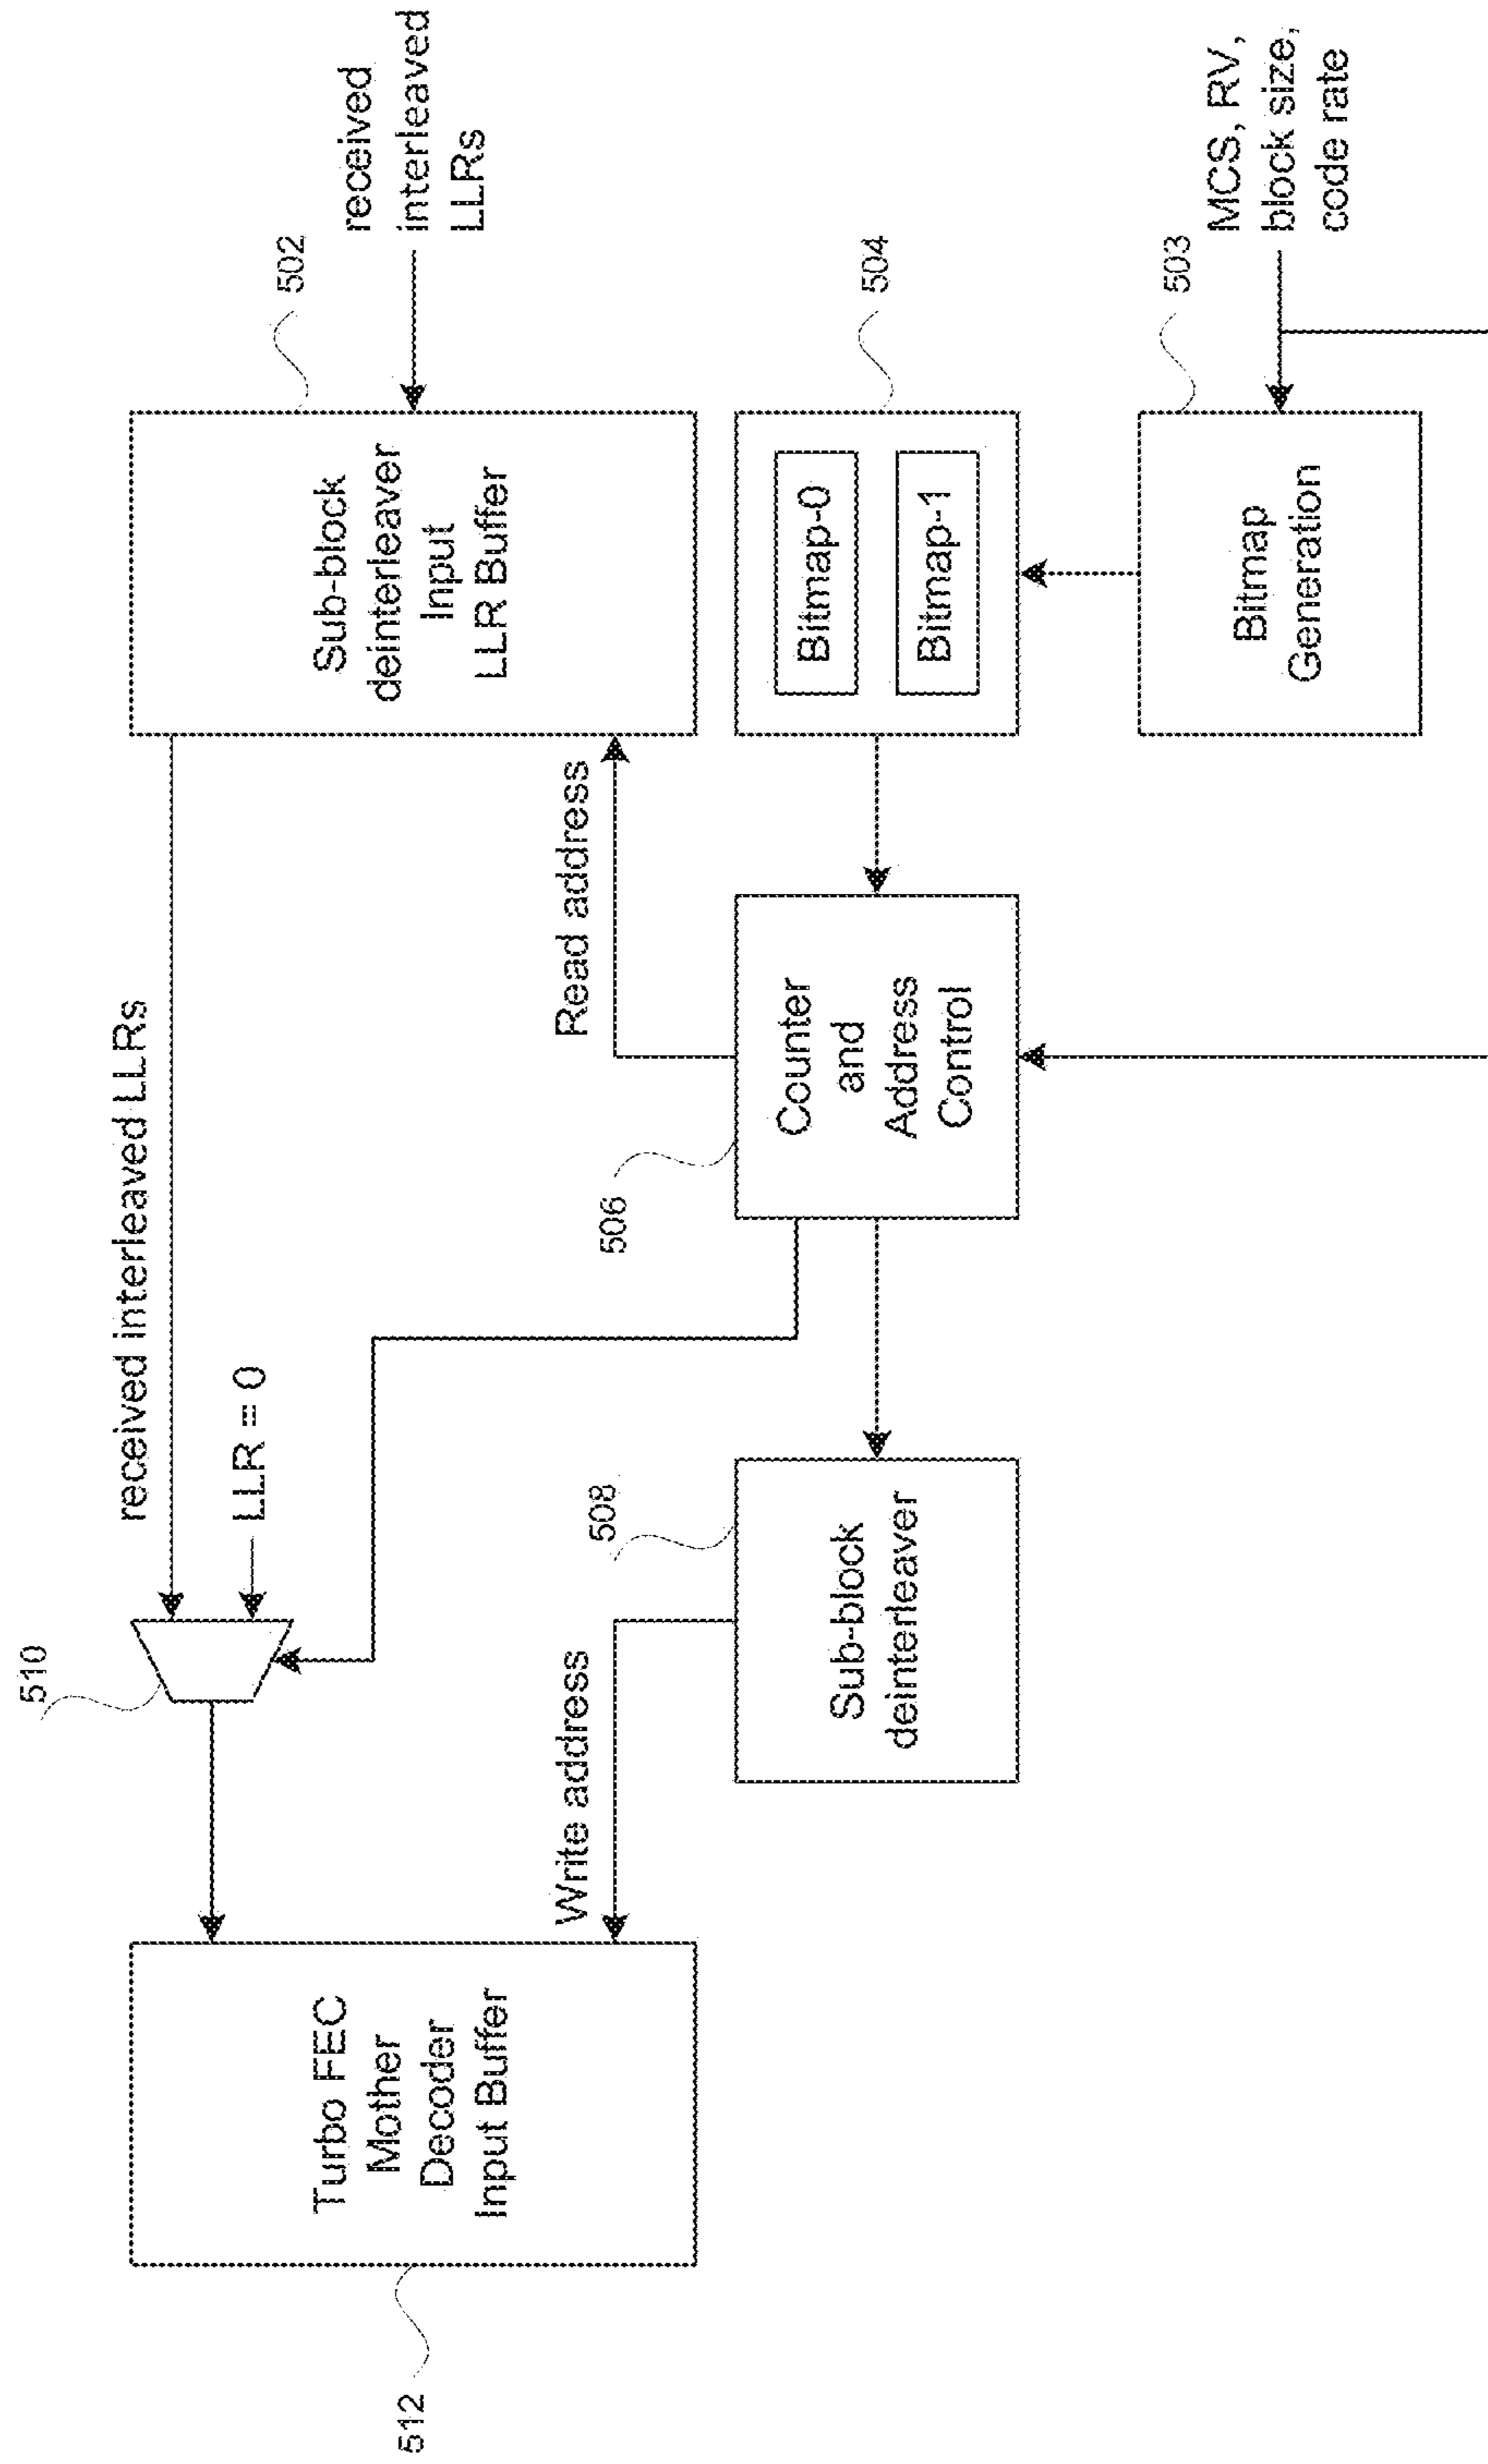 received
interleaved
LLRs
502
Sub-block
deinterleaver
Input
LLR Buffer
received interleaved LLRs
LLR = 0
510
Turbo FEC
Mother
Decoder
Input Buffer
512
Read address
Write address
504
Bitmap-0
Bitmap-1
Counter
and
Address
Control
506
Sub-block
deinterleaver
508
MCS, RV,
block size,
code rate
503
Bitmap
Generation